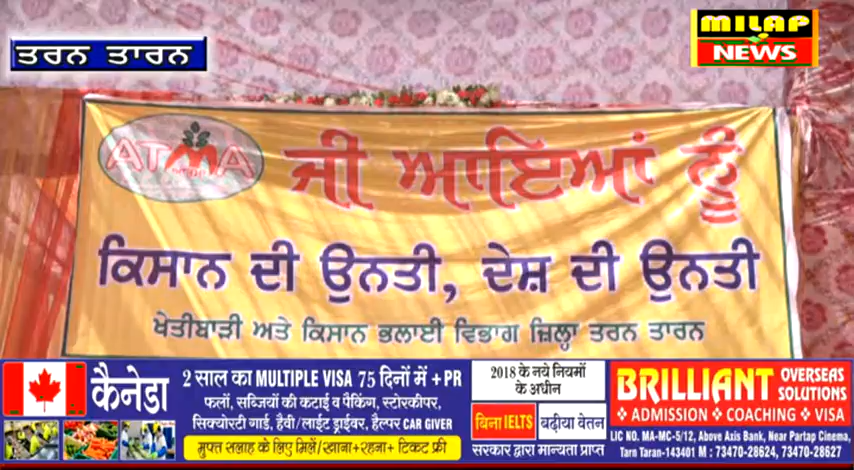 ਤਰਨ ਤਾਰਨ
MILAP
NEWS
ATMA
ਜੀ ਆਇਆਂ ਨੂੰ
ਕਿਸਾਨ ਦੀ ਉਨਤੀ, ਦੇਸ਼ ਦੀ ਉਨਤੀ
ਖੇਤੀਬਾੜੀ ਅਤੇ ਕਿਸਾਨ ਭਲਾਈ ਵਿਭਾਗ ਜ਼ਿਲ੍ਹਾ ਤਰਨ ਤਾਰਨ
कैनेडा
2 साल का MULTIPLE VISA 75 दिनों में + PR
फलों, सब्जियों की कटाई व पैकिंग, स्टोरकीपर,
सिक्योरटी गार्ड, हैवी/लाईट ड्राईवर, हैल्पर CAR GIVER
मुफ्त सलाह के लिए मिलें/खाना+रहना+ टिकट फ्री
2018 के नये नियमों
के अधीन
बिना IELTS बढ़ीया वेतन
सरकार द्वारा मान्यता प्राप्त
BRILLIANT OVERSEAS
SOLUTIONS
❖ ADMISSION ❖ COACHING ❖ VISA
LIC NO. MA-MC-5/12, Above Axis Bank, Near Partap Cinema,
Tarn Taran-143401 M : 73470-28624, 73470-28627